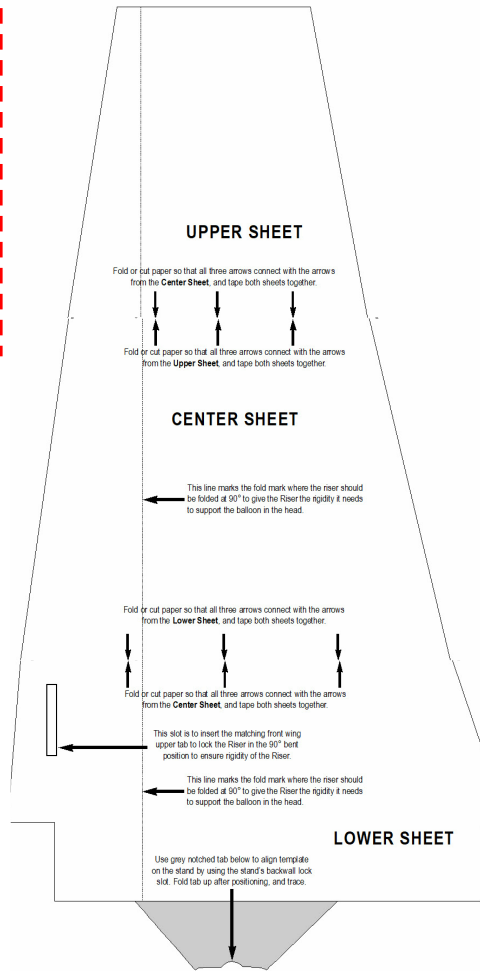 UPPER SHEET
Fold or cut paper so that all three arrows connect with the arrows
from the Center Sheet, and tape both sheets together.
Fold or cut paper so that all three arrows connect with the arrows
from the Upper Sheet, and tape both sheets together.
CENTER SHEET
This line marks the fold mark where the riser should
be folded at 90° to give the Riser the rigidity it needs
to support the balloon in the head.
Fold or cut paper so that all three arrows connect with the arrows
from the Lower Sheet, and tape both sheets together.
Fold or cut paper so that all three arrows connect with the arrows
from the Center Sheet, and tape both sheets together.
This slot is to insert the matching front wing
upper tab to lock the Riser in the 90° bent
position to ensure rigidity of the Riser.
This line marks the fold mark where the riser should
be folded at 90° to give the Riser the rigidity it needs
to support the balloon in the head.
LOWER SHEET
Use grey notched tab below to align template
on the stand by using the stand's backwall lock
slot. Fold tab up after positioning, and trace.